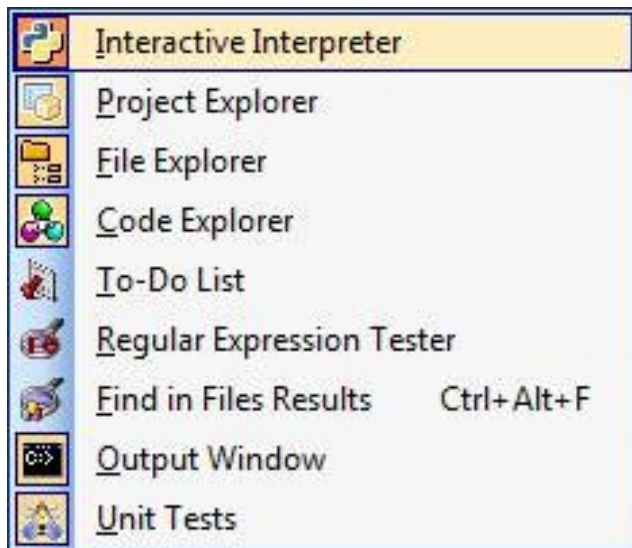 Interactive Interpreter
Project Explorer
File Explorer
Code Explorer
To-Do List
Regular Expression Tester
Find in Files Results Ctrl+Alt+F
Output Window
Unit Tests